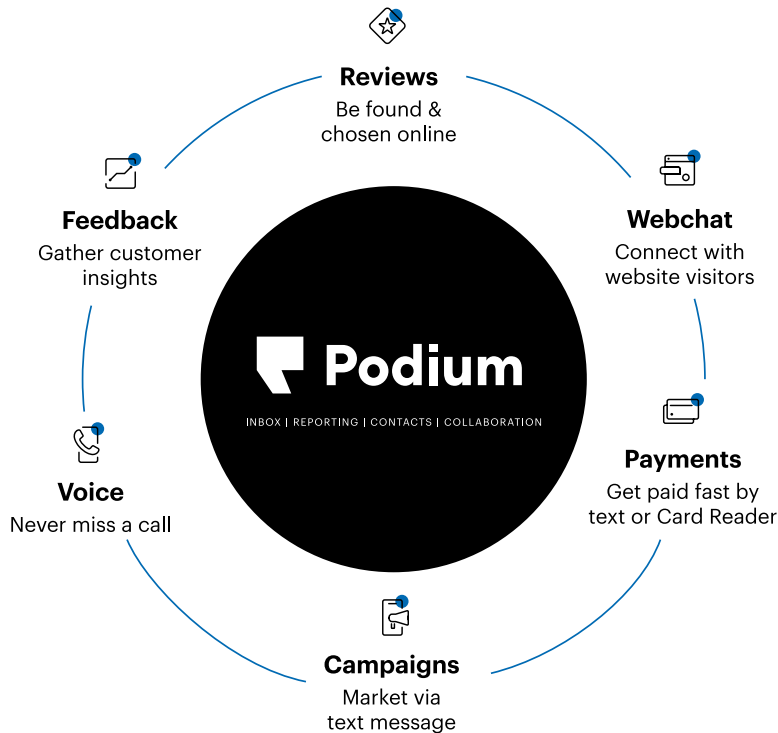 Reviews
Be found &
chosen online
Feedback
Gather customer
insights
Webchat
Connect with
website visitors
Podium
INBOX | REPORTING | CONTACTS | COLLABORATION
Voice
Never miss a call
Payments
Get paid fast by
text or Card Reader
Campaigns
Market via
text message